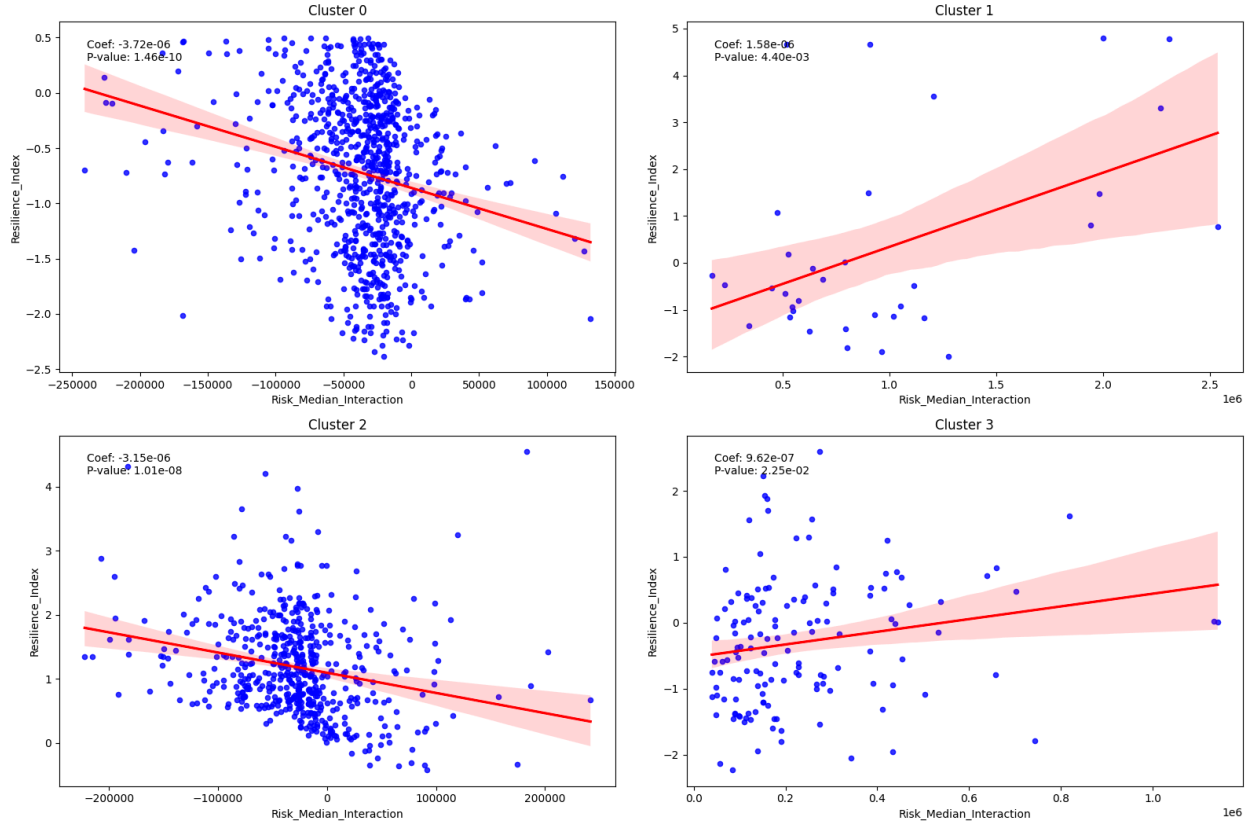 Cluster 0
Coef: -3.72e-06
P-value: 1.46e-10
Resilience_Index
0.5
0.0
−0.5
−1.0
−1.5
−2.0
−2.5
−250000 −200000 −150000 −100000 −50000 0 50000 100000 150000
Risk_Median_Interaction
Cluster 1
Coef: 1.58e-06
P-value: 4.40e-03
Resilience_Index
5
4
3
2
1
0
−1
−2
0.5 1.0 1.5 2.0 2.5
1e6
Risk_Median_Interaction
Cluster 2
Coef: -3.15e-06
P-value: 1.01e-08
Resilience_Index
4
3
2
1
0
−200000 −100000 0 100000 200000
Risk_Median_Interaction
Cluster 3
Coef: 9.62e-07
P-value: 2.25e-02
Resilience_Index
2
1
0
−1
−2
0.0 0.2 0.4 0.6 0.8 1.0
1e6
Risk_Median_Interaction